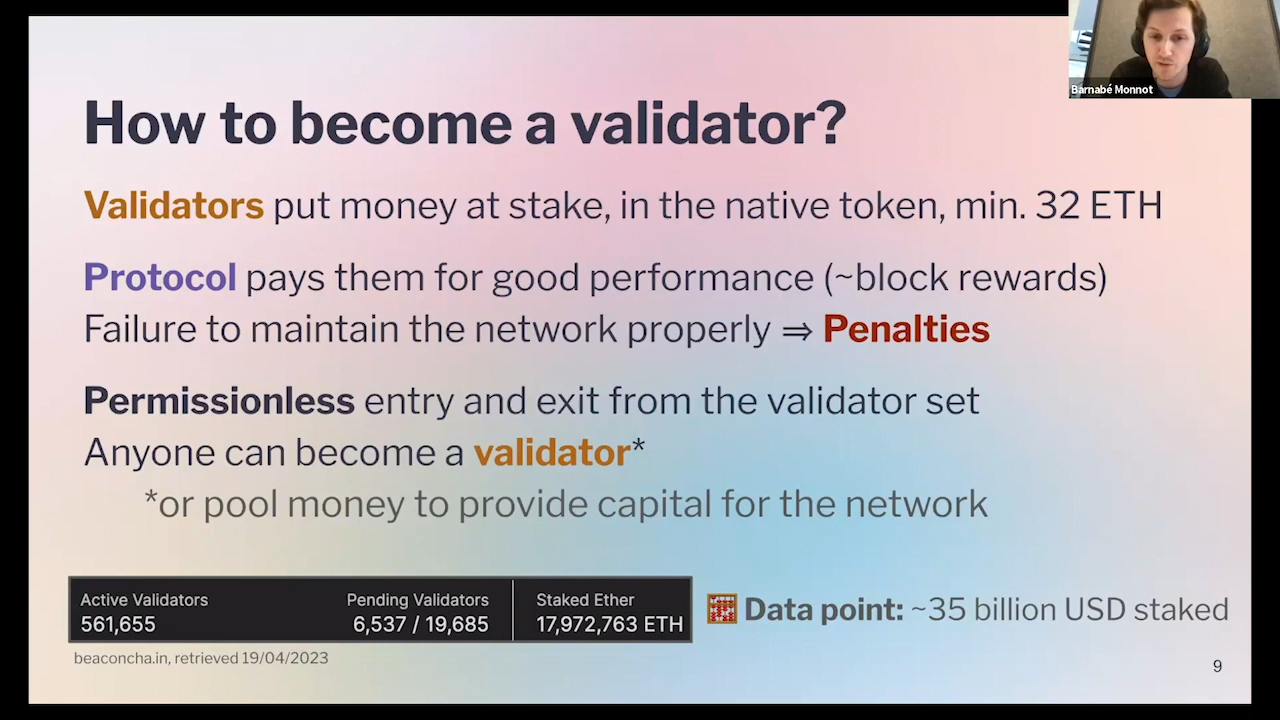 Barnabé Monnot
How to become a validator?
Validators put money at stake, in the native token, min. 32 ETH
Protocol pays them for good performance (~block rewards)
Failure to maintain the network properly ⇒ Penalties
Permissionless entry and exit from the validator set
Anyone can become a validator*
*or pool money to provide capital for the network
Active Validators Pending Validators Staked Ether
561,655 6,537 / 19,685 17,972,763 ETH
Data point: ~35 billion USD staked
beaconcha.in, retrieved 19/04/2023
9